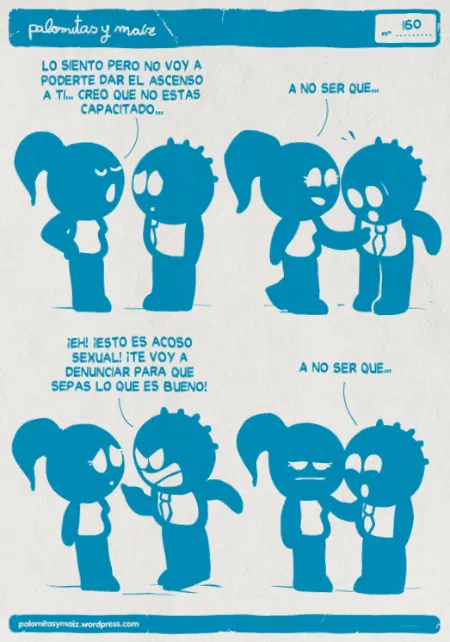 palomitas y maíz
nº 160
LO SIENTO PERO NO VOY A
PODERTE DAR EL ASCENSO
A TI... CREO QUE NO ESTAS
CAPACITADO...
A NO SER QUE...
¡EH! ¡ESTO ES ACOSO
SEXUAL! ¡TE VOY A
DENUNCIAR PARA QUE
SEPAS LO QUE ES BUENO!
A NO SER QUE...
palomitasymaiz.wordpress.com